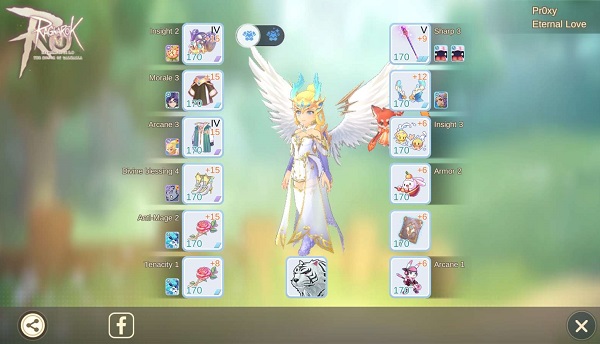 RAGNAROK
Pr0xy
Eternal Love
Insight 2
IV
+15
170
Morale 3
+15
170
Arcane 3
IV
+15
170
Divine Blessing 4
+15
170
Anti-Mage 2
+15
170
Tenacity 1
+8
170
Sharp 3
V
+9
170
+12
170
Insight 3
+6
170
Armor 2
+6
170
+6
170
Arcane 1
+6
170